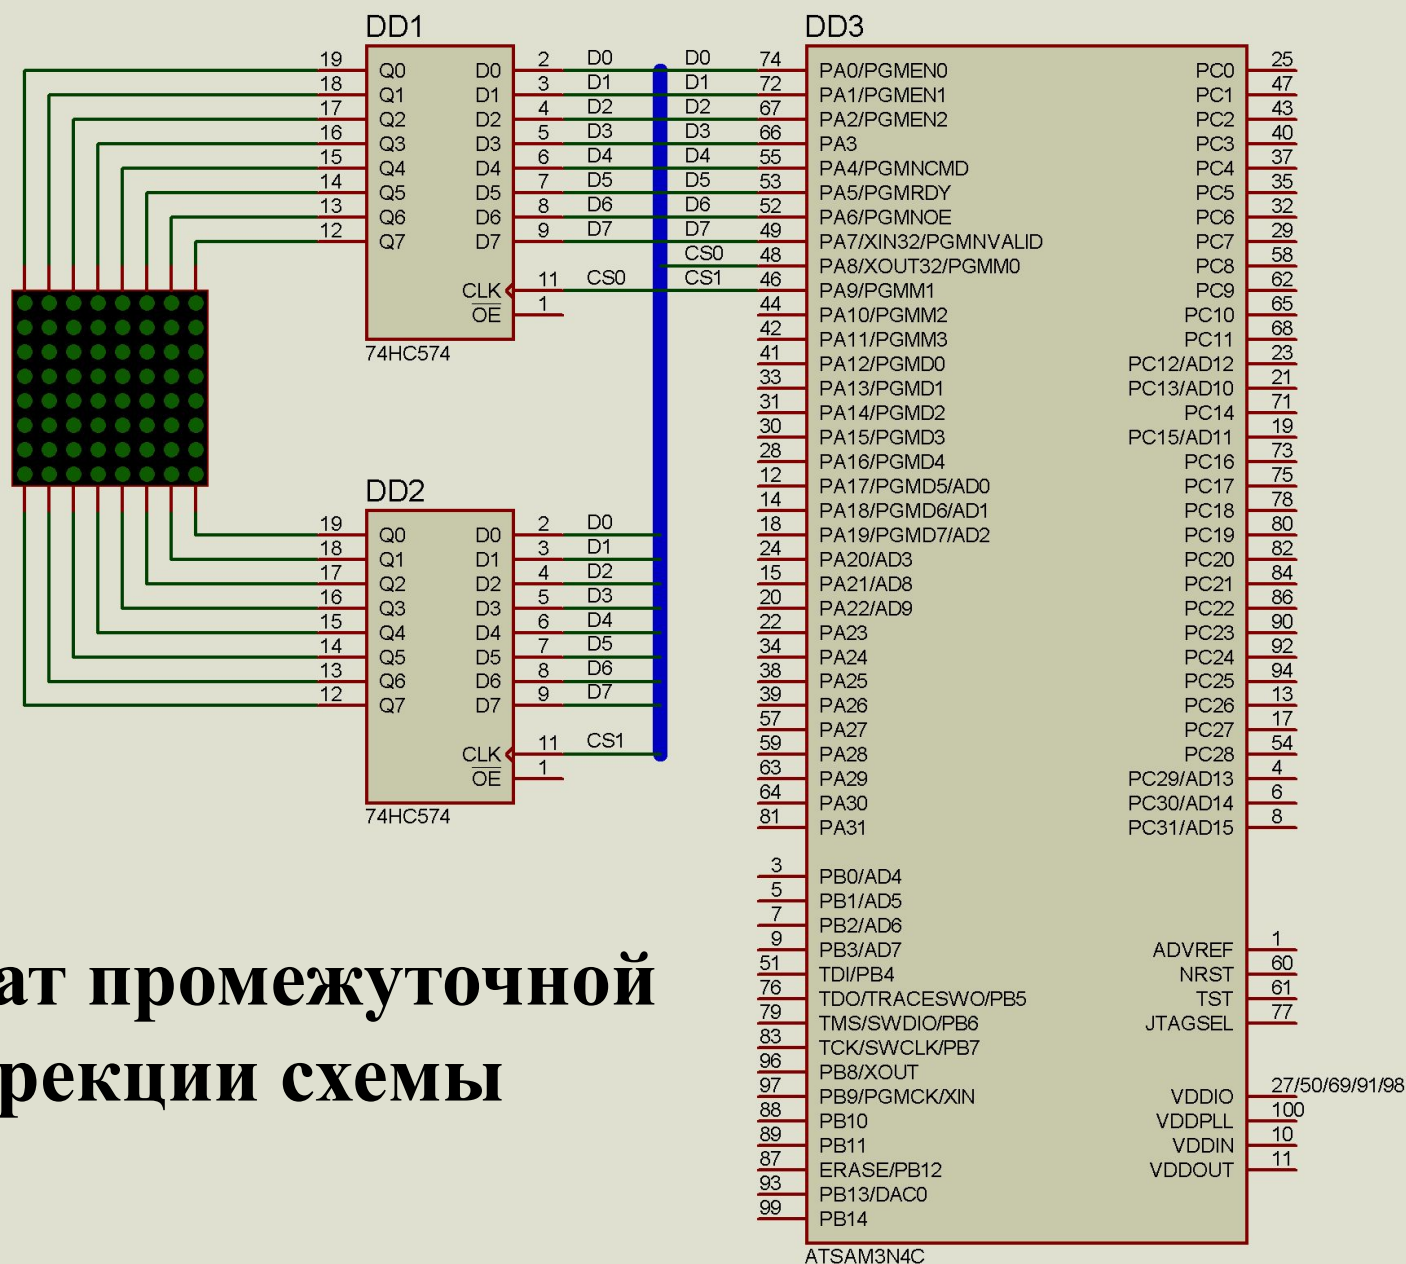 DD1
19 Q0 D0 2 D0
18 Q1 D1 3 D1
17 Q2 D2 4 D2
16 Q3 D3 5 D3
15 Q4 D4 6 D4
14 Q5 D5 7 D5
13 Q6 D6 8 D6
12 Q7 D7 9 D7
CLK 11 CS0
OE 1
74HC574
DD2
19 Q0 D0 2 D0
18 Q1 D1 3 D1
17 Q2 D2 4 D2
16 Q3 D3 5 D3
15 Q4 D4 6 D4
14 Q5 D5 7 D5
13 Q6 D6 8 D6
12 Q7 D7 9 D7
CLK 11 CS1
OE 1
74HC574
DD3
D0 74 PA0/PGMEN0 PC0 25
D1 72 PA1/PGMEN1 PC1 47
D2 67 PA2/PGMEN2 PC2 43
D3 66 PA3 PC3 40
D4 55 PA4/PGMNCMD PC4 37
D5 53 PA5/PGMRDY PC5 35
D6 52 PA6/PGMNOE PC6 32
D7 49 PA7/XIN32/PGMNVALID PC7 29
CS0 48 PA8/XOUT32/PGMM0 PC8 58
CS1 46 PA9/PGMM1 PC9 62
44 PA10/PGMM2 PC10 65
42 PA11/PGMM3 PC11 68
41 PA12/PGMD0 PC12/AD12 23
33 PA13/PGMD1 PC13/AD10 21
31 PA14/PGMD2 PC14 71
30 PA15/PGMD3 PC15/AD11 19
28 PA16/PGMD4 PC16 73
12 PA17/PGMD5/AD0 PC17 75
14 PA18/PGMD6/AD1 PC18 78
18 PA19/PGMD7/AD2 PC19 80
24 PA20/AD3 PC20 82
15 PA21/AD8 PC21 84
20 PA22/AD9 PC22 86
22 PA23 PC23 90
34 PA24 PC24 92
38 PA25 PC25 94
39 PA26 PC26 13
57 PA27 PC27 17
59 PA28 PC28 54
63 PA29 PC29/AD13 4
64 PA30 PC30/AD14 6
81 PA31 PC31/AD15 8
3 PB0/AD4
5 PB1/AD5
7 PB2/AD6
9 PB3/AD7 ADVREF 1
51 TDI/PB4 NRST 60
76 TDO/TRACESWO/PB5 TST 61
79 TMS/SWDIO/PB6 JTAGSEL 77
83 TCK/SWCLK/PB7
96 PB8/XOUT
97 PB9/PGMCK/XIN VDDIO 27/50/69/91/98
88 PB10 VDDPLL 100
89 PB11 VDDIN 10
87 ERASE/PB12 VDDOUT 11
93 PB13/DAC0
99 PB14
ATSAM3N4C
ат промежуточной
рекции схемы